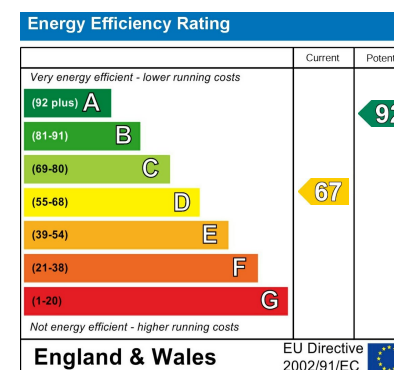 Energy Efficiency Rating
Current
Potent
Very energy efficient - lower running costs
(92 plus) A
92
(81-91) B
(69-80) C
(55-68) D
67
(39-54) E
(21-38) F
(1-20) G
Not energy efficient - higher running costs
England & Wales
EU Directive
2002/91/EC